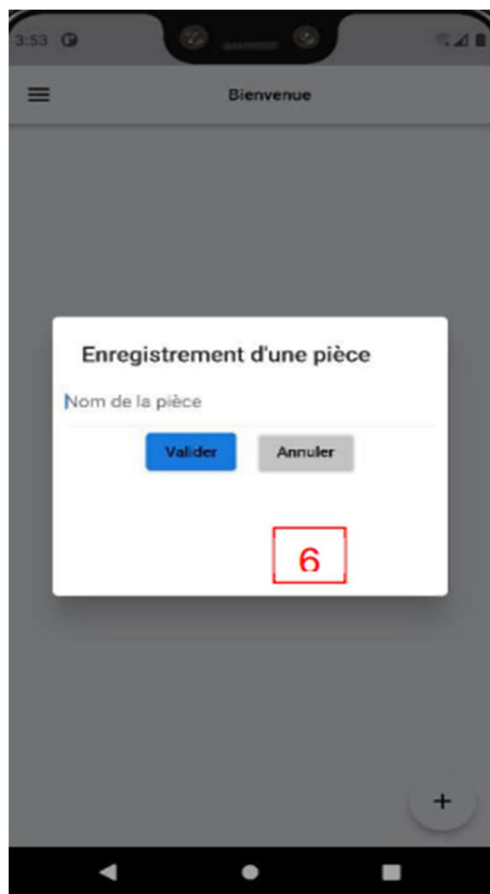 3:53
Bienvenue
Enregistrement d'une pièce
Nom de la pièce
Valider Annuler
6
+